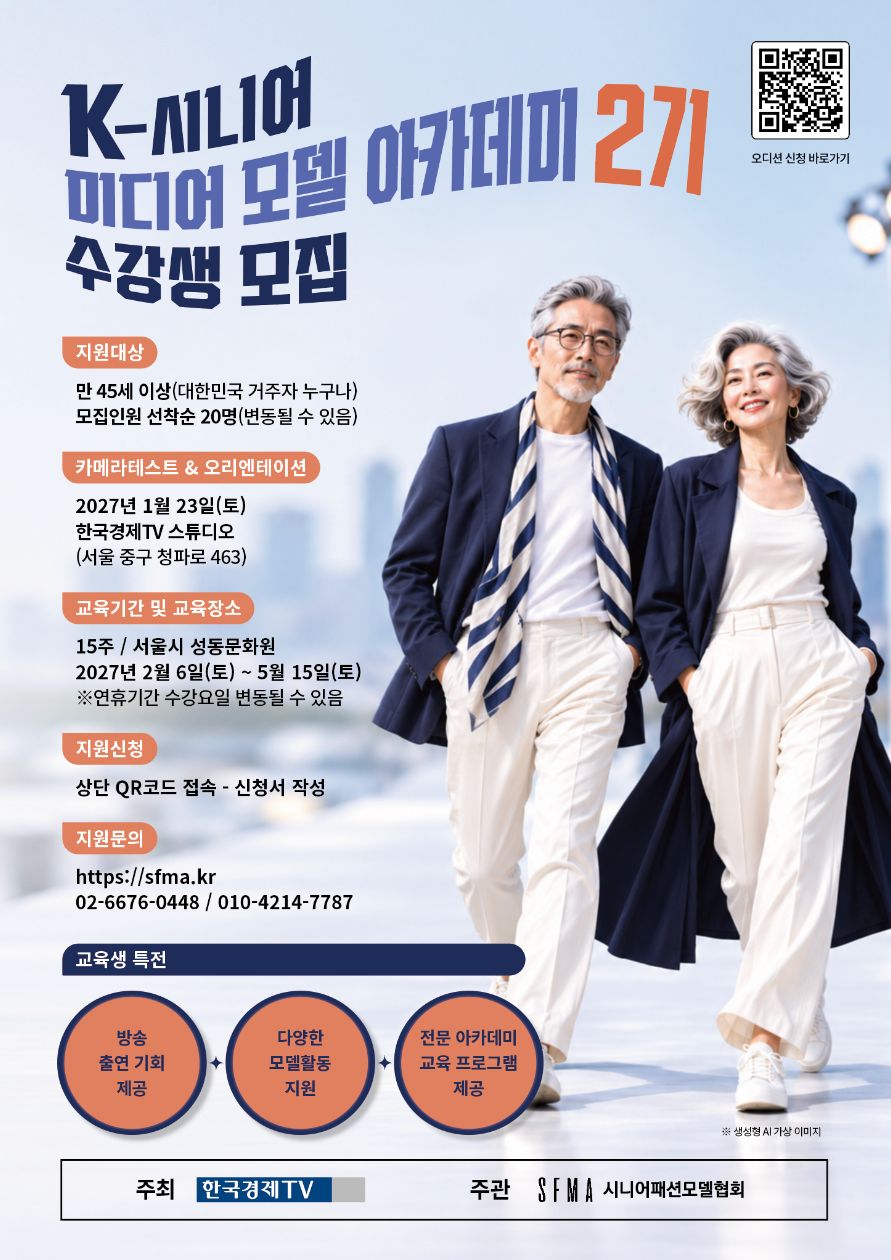 K-시니어
미디어 모델 아카데미 2기
수강생 모집
오디션 신청 바로가기
지원대상
만 45세 이상(대한민국 거주자 누구나)
모집인원 선착순 20명(변동될 수 있음)
카메라테스트 & 오리엔테이션
2027년 1월 23일(토)
한국경제TV 스튜디오
(서울 중구 청파로 463)
교육기간 및 교육장소
15주 / 서울시 성동문화원
2027년 2월 6일(토) ~ 5월 15일(토)
※연휴기간 수강요일 변동될 수 있음
지원신청
상단 QR코드 접속 - 신청서 작성
지원문의
https://sfma.kr
02-6676-0448 / 010-4214-7787
교육생 특전
방송
출연 기회
제공
다양한
모델활동
지원
전문 아카데미
교육 프로그램
제공
※ 생성형 AI 가상 이미지
주최 한국경제TV 주관 SFMA 시니어패션모델협회